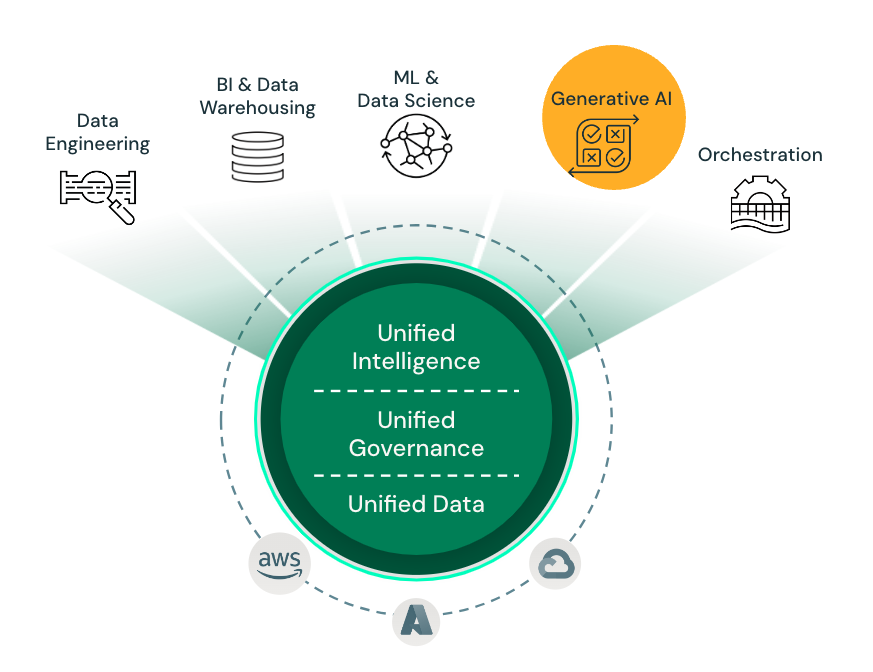 Data
Engineering
BI & Data
Warehousing
ML &
Data Science
Generative AI
Orchestration
Unified
Intelligence
Unified
Governance
Unified Data
aws